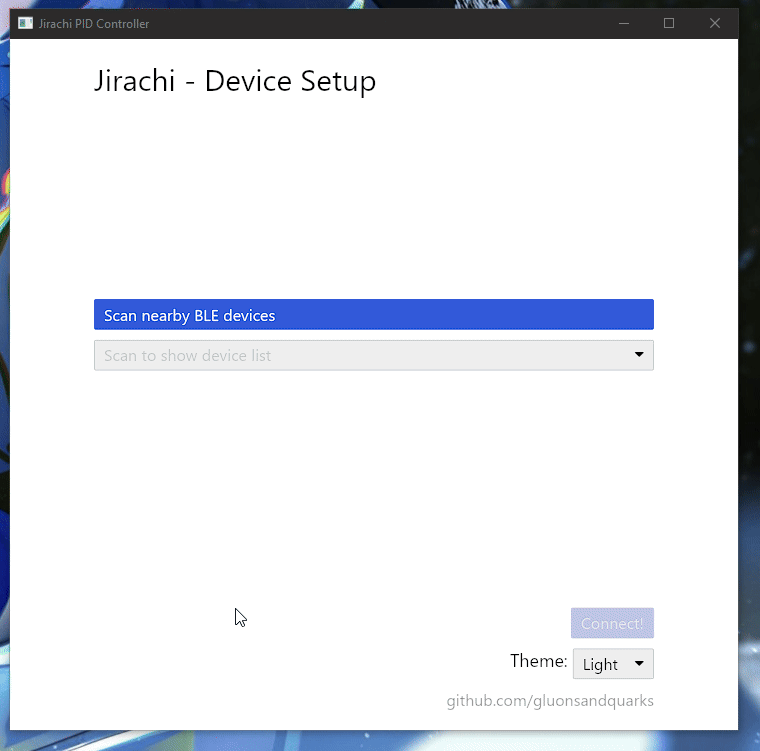 Jirachi PID Controller
Jirachi - Device Setup
Scan nearby BLE devices
Scan to show device list
Connect!
Theme: Light
github.com/gluonsandquarks